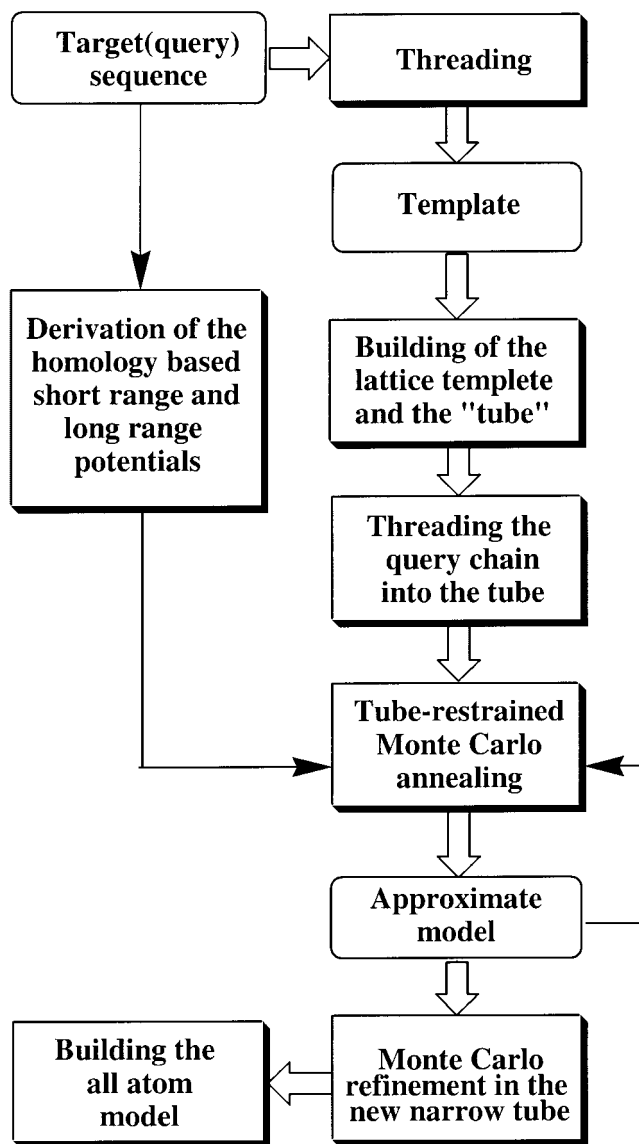 Target(query)
sequence
Threading
Template
Derivation of the
homology based
short range and
long range
potentials
Building of the
lattice templete
and the "tube"
Threading the
query chain
into the tube
Tube-restrained
Monte Carlo
annealing
Approximate
model
Monte Carlo
refinement in the
new narrow tube
Building the
all atom
model